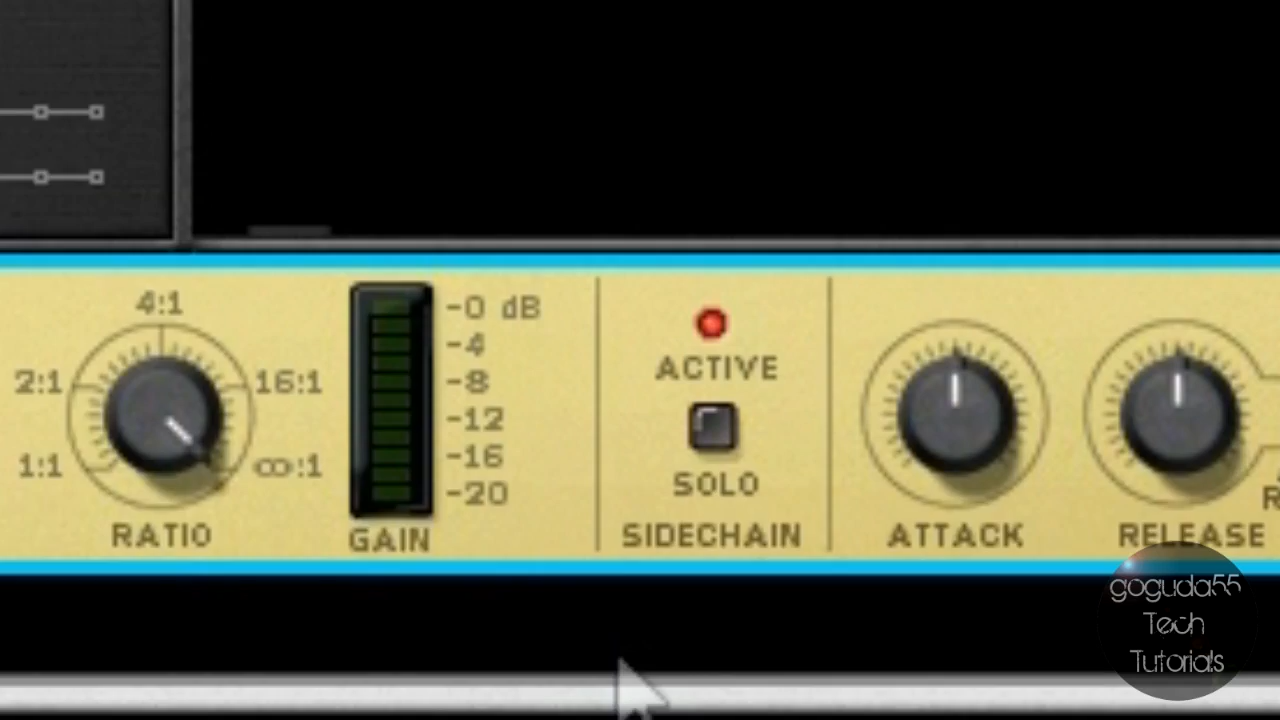 4:1
2:1
16:1
1:1
∞:1
RATIO
-0 dB
-4
-8
-12
-16
-20
GAIN
ACTIVE
SOLO
SIDECHAIN
ATTACK
RELEASE
goguda55
Tech
Tutorials